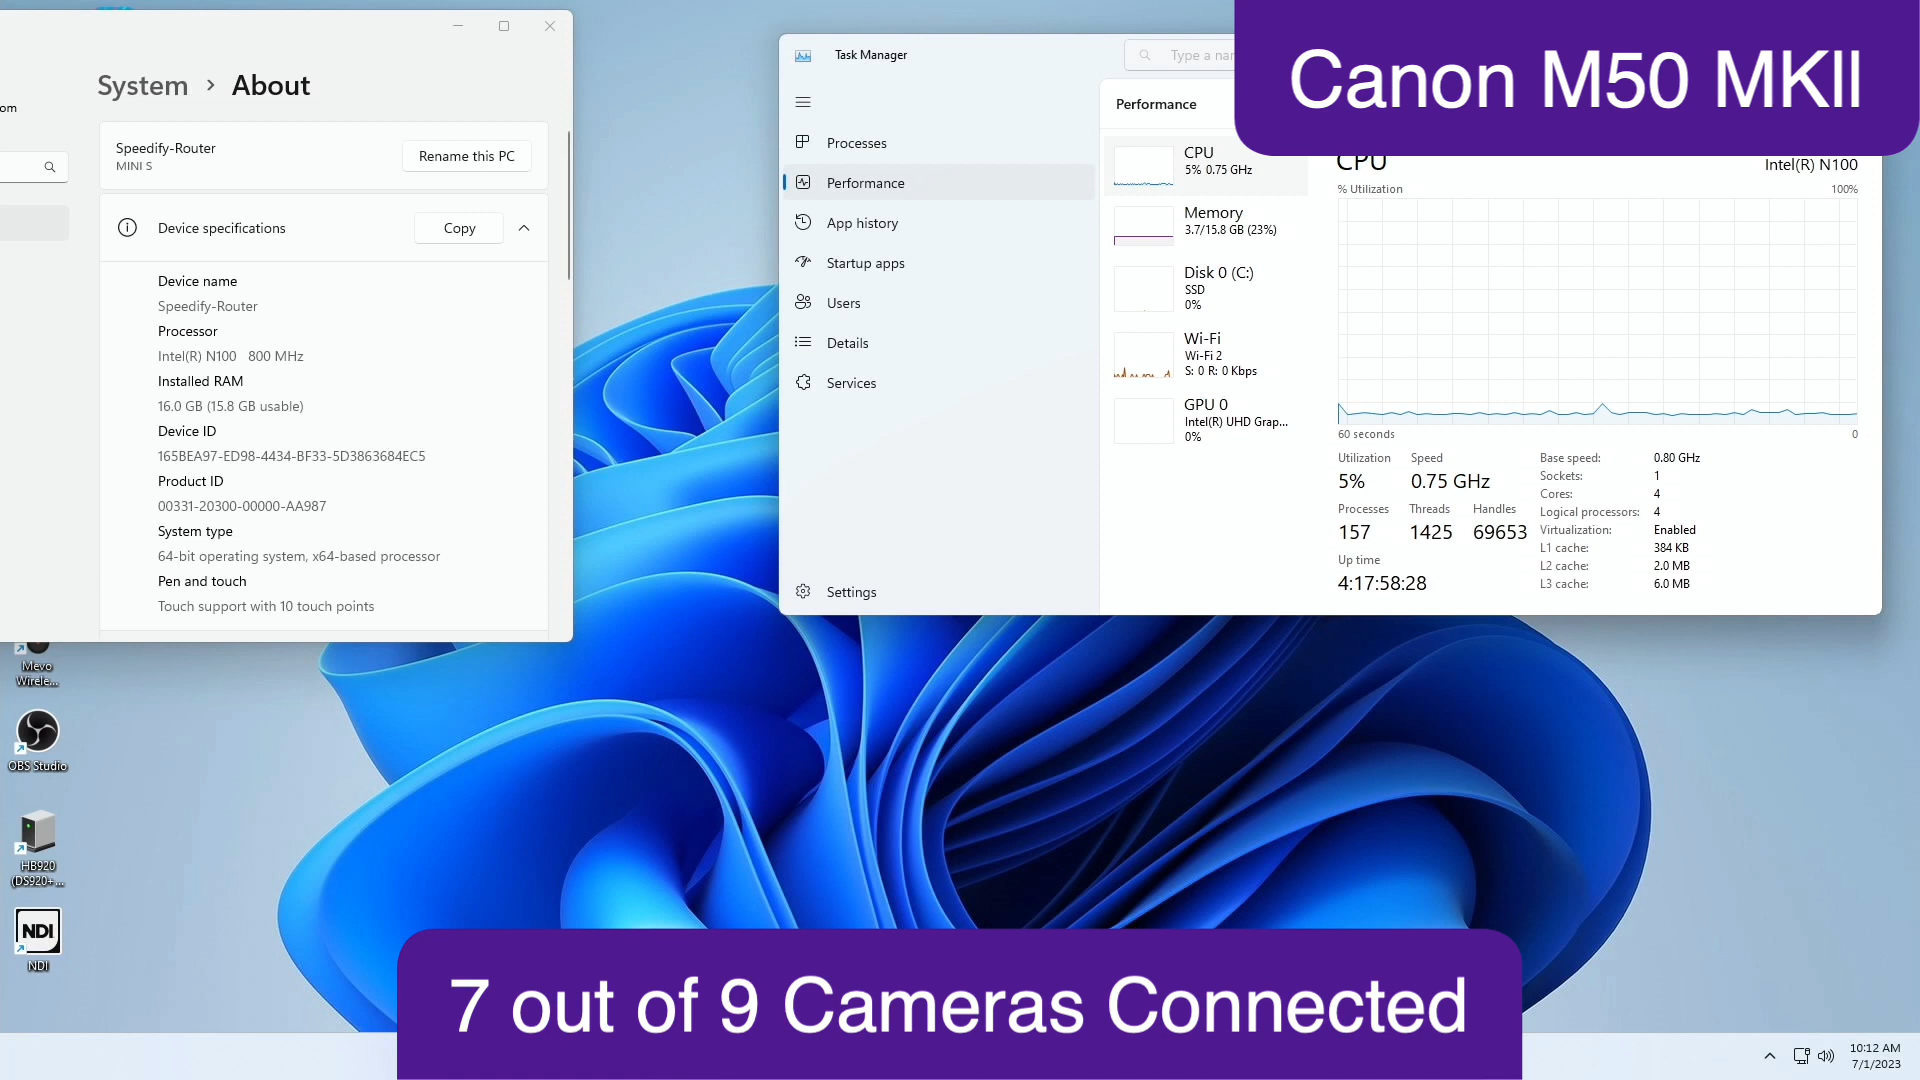 System > About
om
Speedify-Router
MINI S
Rename this PC
Device specifications
Copy
Device name
Speedify-Router
Processor
Intel(R) N100 800 MHz
Installed RAM
16.0 GB (15.8 GB usable)
Device ID
165BEA97-ED98-4434-BF33-5D3863684EC5
Product ID
00331-20300-00000-AA987
System type
64-bit operating system, x64-based processor
Pen and touch
Touch support with 10 touch points
Task Manager
Type a nar
Canon M50 MKII
Processes
Performance
App history
Startup apps
Users
Details
Services
Settings
Performance
CPU
5% 0.75 GHz
Memory
3.7/15.8 GB (23%)
Disk 0 (C:)
SSD
0%
Wi-Fi
Wi-Fi 2
S: 0 R: 0 Kbps
GPU 0
Intel(R) UHD Grap...
0%
CPU
Intel(R) N100
% Utilization
100%
60 seconds
0
Utilization
5%
Speed
0.75 GHz
Processes
157
Threads
1425
Handles
69653
Up time
4:17:58:28
Base speed: 0.80 GHz
Sockets: 1
Cores: 4
Logical processors: 4
Virtualization: Enabled
L1 cache: 384 KB
L2 cache: 2.0 MB
L3 cache: 6.0 MB
Mevo
Wirele...
OBS Studio
HB920
(DS920+ ...
NDI
NDI
7 out of 9 Cameras Connected
10:12 AM
7/1/2023